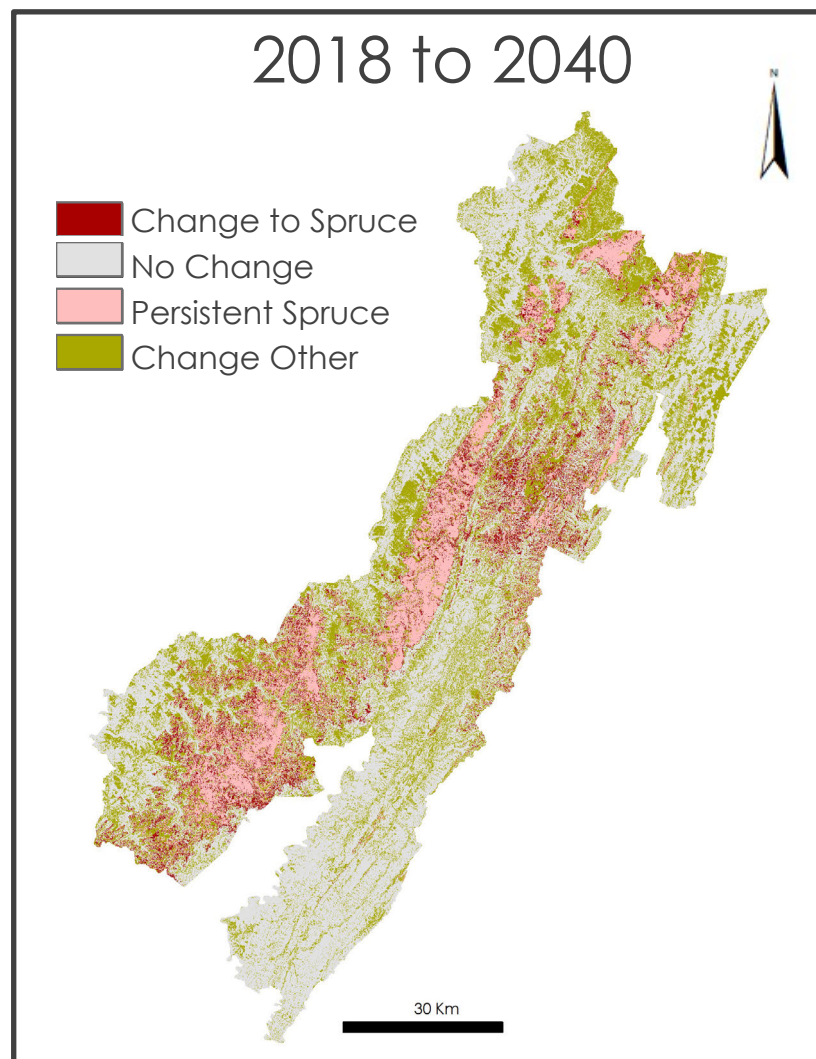 2018 to 2040
N
Change to Spruce
No Change
Persistent Spruce
Change Other
30 Km